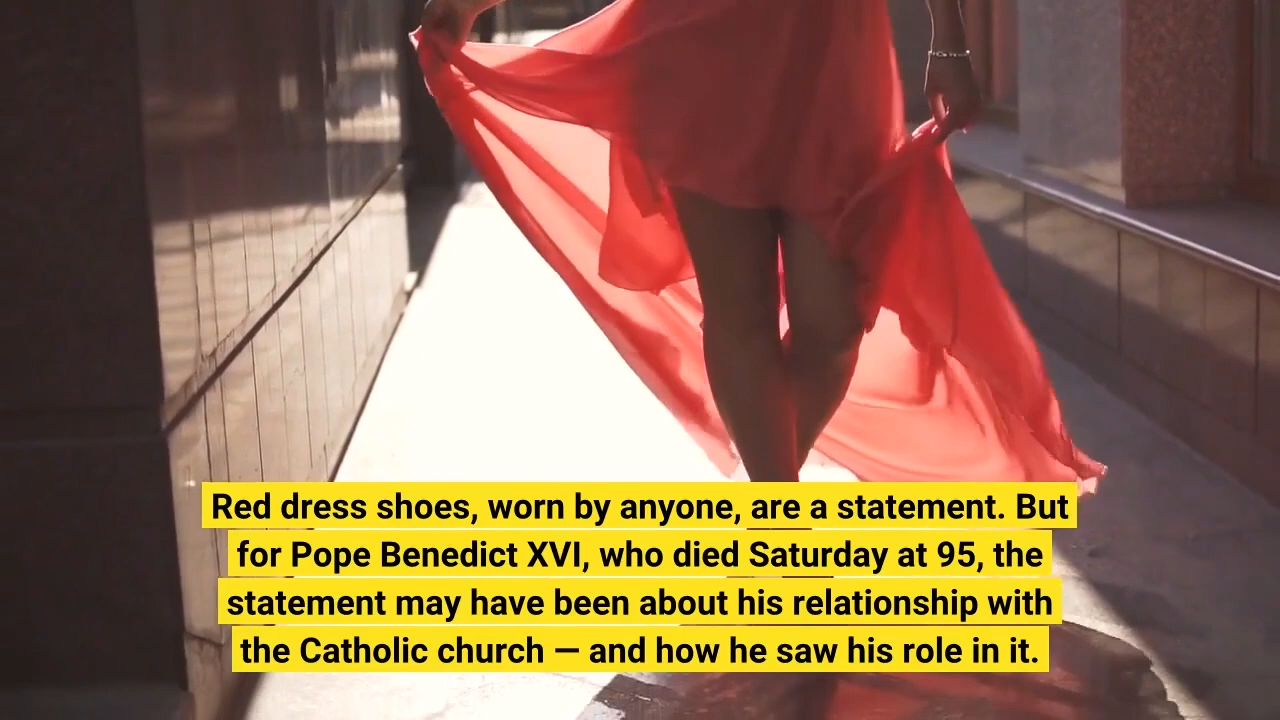 Red dress shoes, worn by anyone, are a statement. But
for Pope Benedict XVI, who died Saturday at 95, the
statement may have been about his relationship with
the Catholic church — and how he saw his role in it.